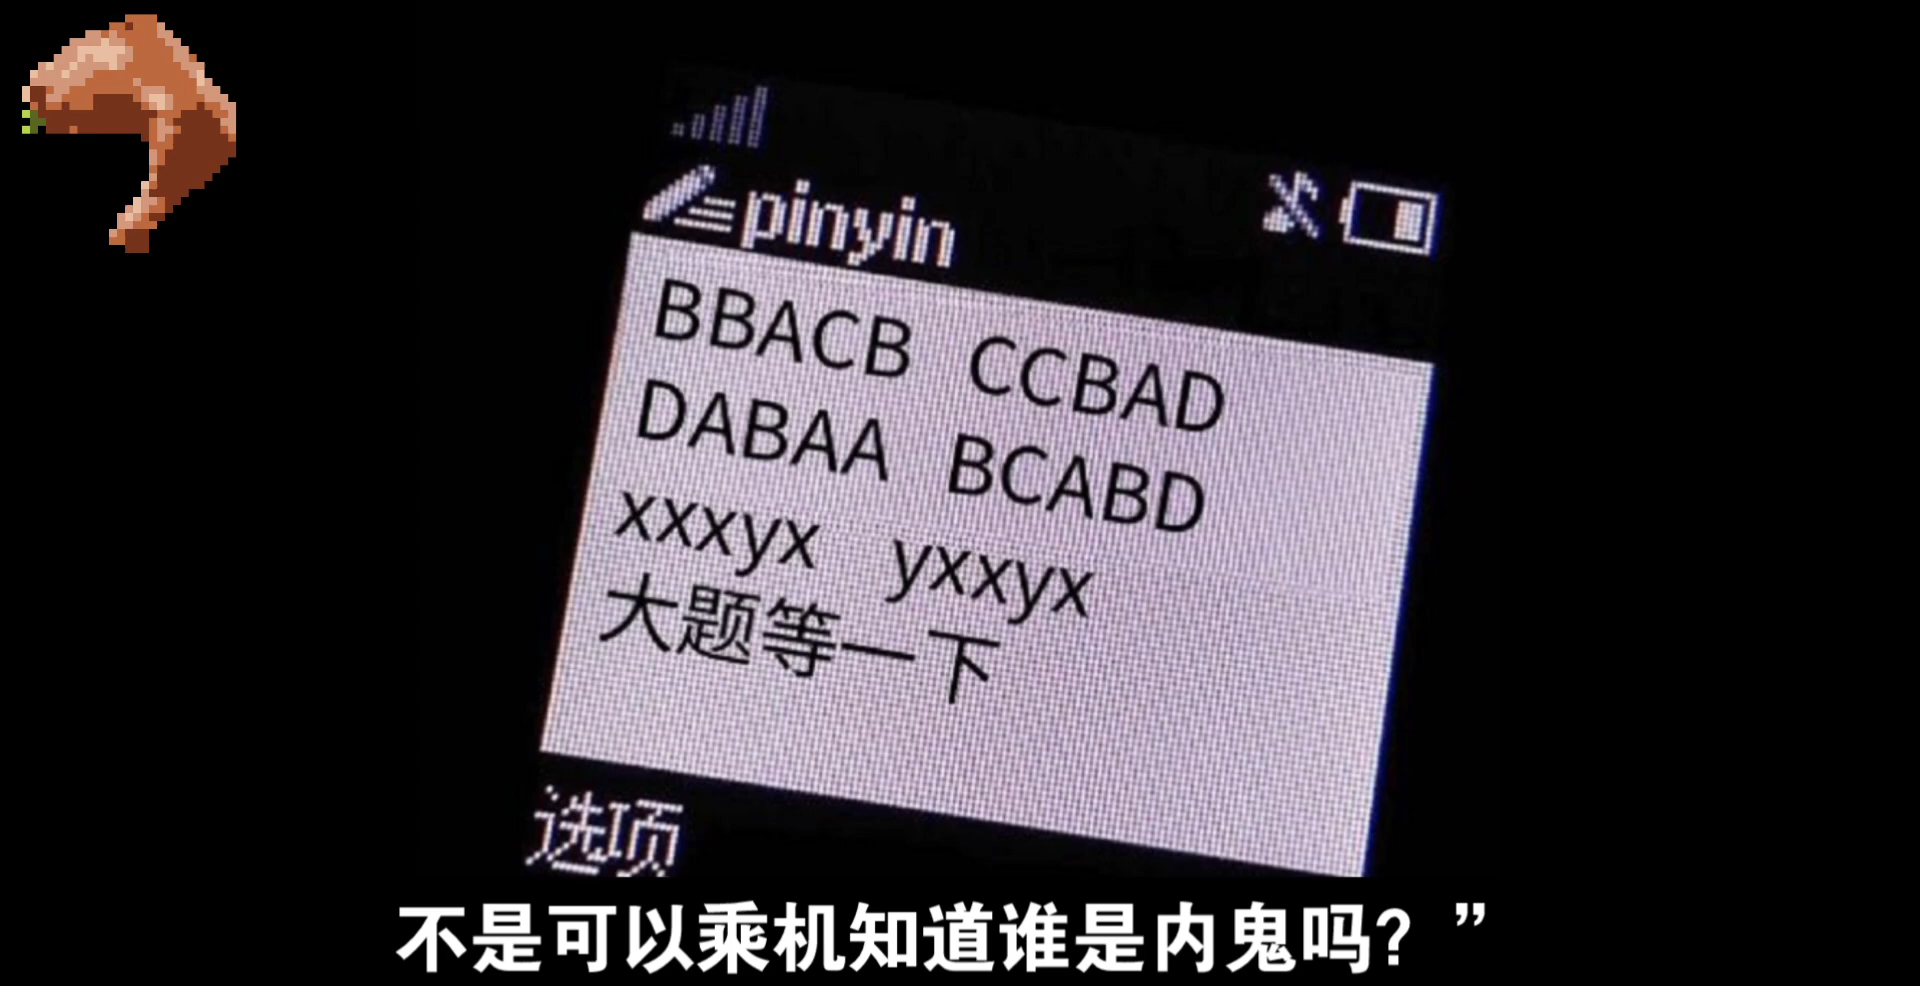 pinyin
BBACB CCBAD
DABAA BCABD
xxxyx yxxyx
大题等一下
选项
不是可以乘机知道谁是内鬼吗？”